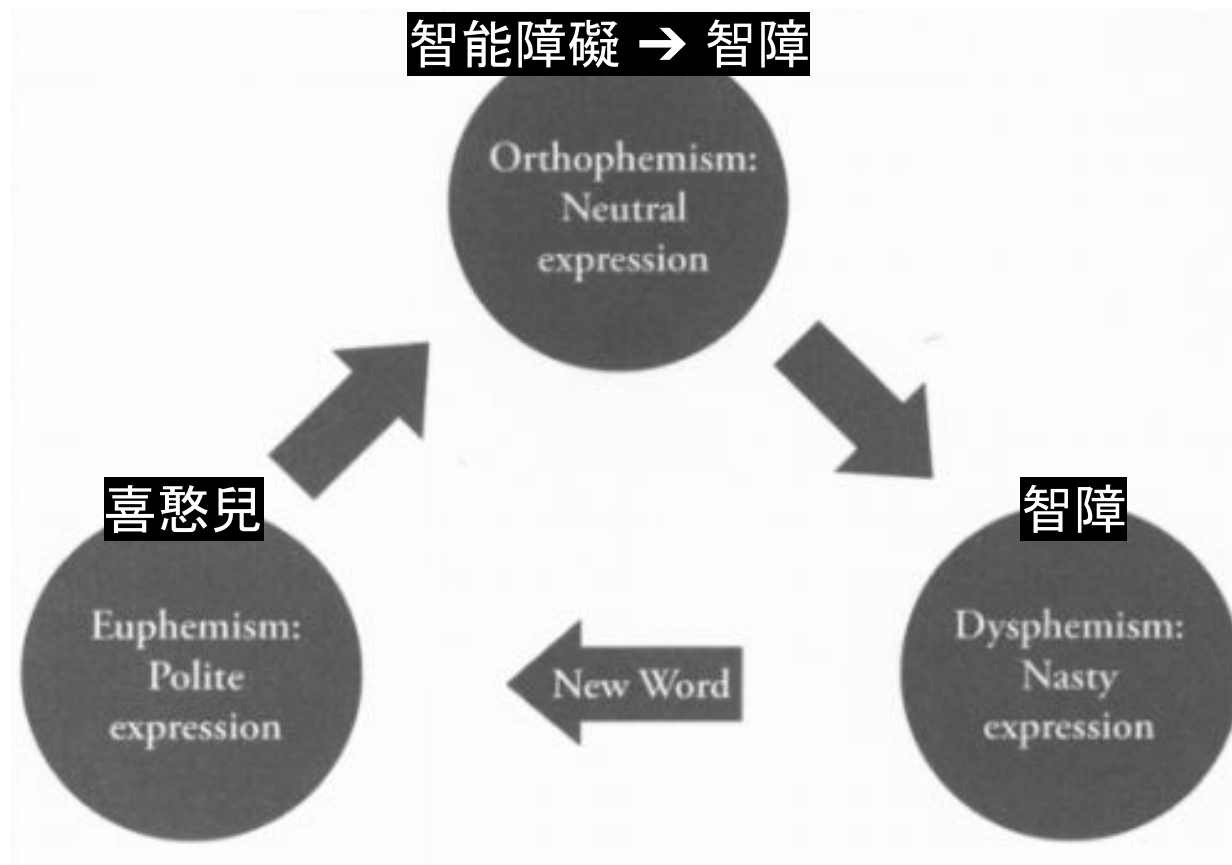 智能障礙 → 智障
Orthophemism:
Neutral
expression
喜憨兒
智障
Euphemism:
Polite
expression
New Word
Dysphemism:
Nasty
expression